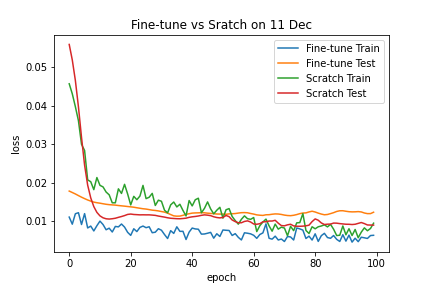 Fine-tune vs Sratch on 11 Dec
Fine-tune Train
Fine-tune Test
Scratch Train
Scratch Test
loss
0.05
0.04
0.03
0.02
0.01
0 20 40 60 80 100
epoch